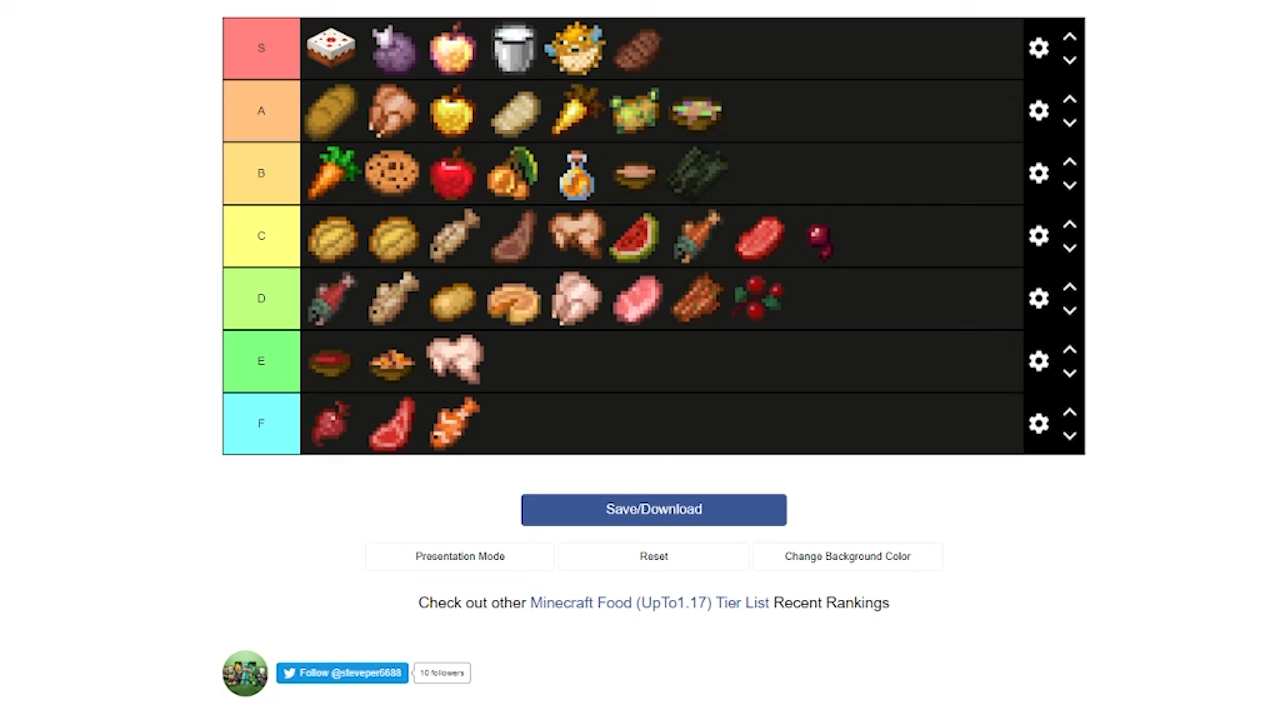 S
A
B
C
D
E
F
Save/Download
Presentation Mode
Reset
Change Background Color
Check out other Minecraft Food (UpTo1.17) Tier List Recent Rankings
Follow @steveper6688
10 followers